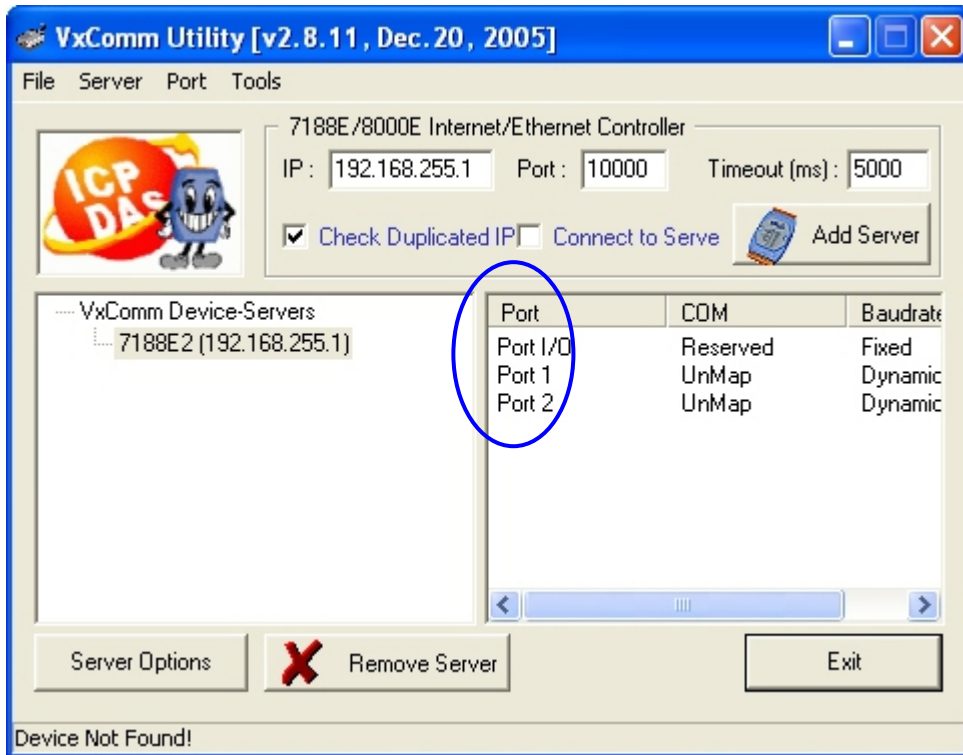 VxComm Utility [v2.8.11, Dec.20, 2005]
File Server Port Tools
ICP DAS
7188E/8000E Internet/Ethernet Controller
IP : 192.168.255.1 Port : 10000 Timeout (ms) : 5000
Check Duplicated IP Connect to Serve Add Server
VxComm Device-Servers
7188E2 (192.168.255.1)
Port COM Baudrate
Port I/O Reserved Fixed
Port 1 UnMap Dynamic
Port 2 UnMap Dynamic
Server Options Remove Server Exit
Device Not Found!